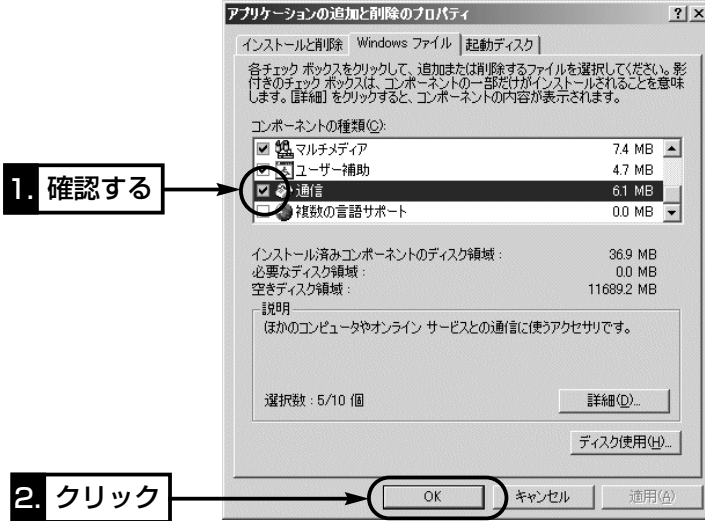 アプリケーションの追加と削除のプロパティ
インストールと削除 Windows ファイル 起動ディスク
各チェック ボックスをクリックして、追加または削除するファイルを選択してください。影
付きのチェック ボックスは、コンポーネントの一部だけがインストールされることを意味
します。[詳細] をクリックすると、コンポーネントの内容が表示されます。
コンポーネントの種類(C):
マルチメディア 7.4 MB
ユーザー補助 4.7 MB
1. 確認する
通信 6.1 MB
複数の言語サポート 0.0 MB
インストール済みコンポーネントのディスク領域 : 36.9 MB
必要なディスク領域 : 0.0 MB
空きディスク領域 : 11689.2 MB
説明
ほかのコンピュータやオンライン サービスとの通信に使うアクセサリです。
選択数 : 5/10 個 詳細(D)...
ディスク使用(H)...
2. クリック
OK キャンセル 適用(A)